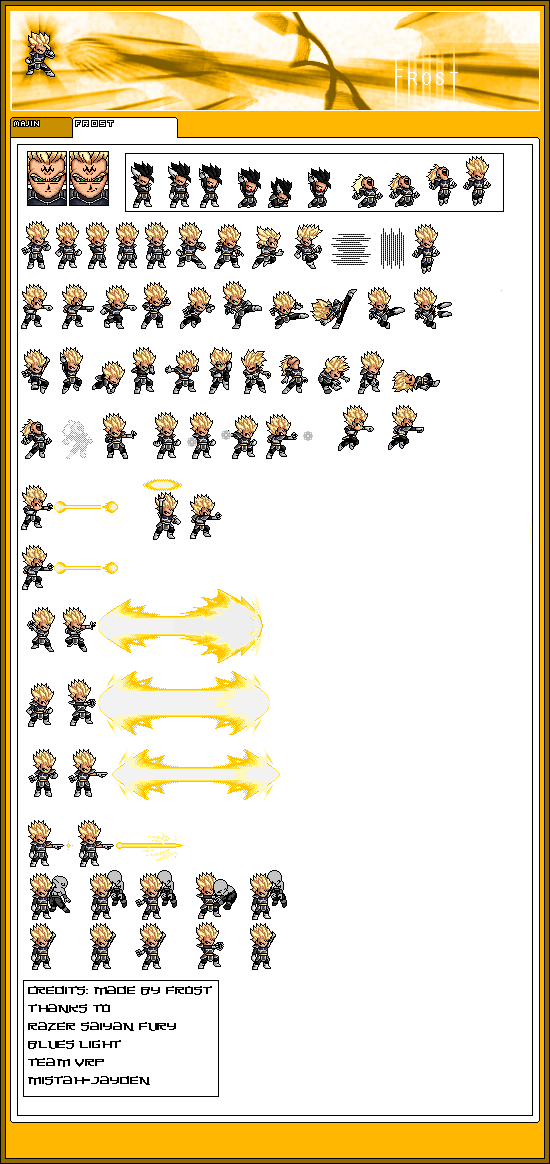 FROST
MAJIN
FROST
CREDITS: MADE BY FROST
THANKS TO
RAZER SAIYAN FURY
BLUES LIGHT
TEAM VRP
MISTAH-JAYDEN